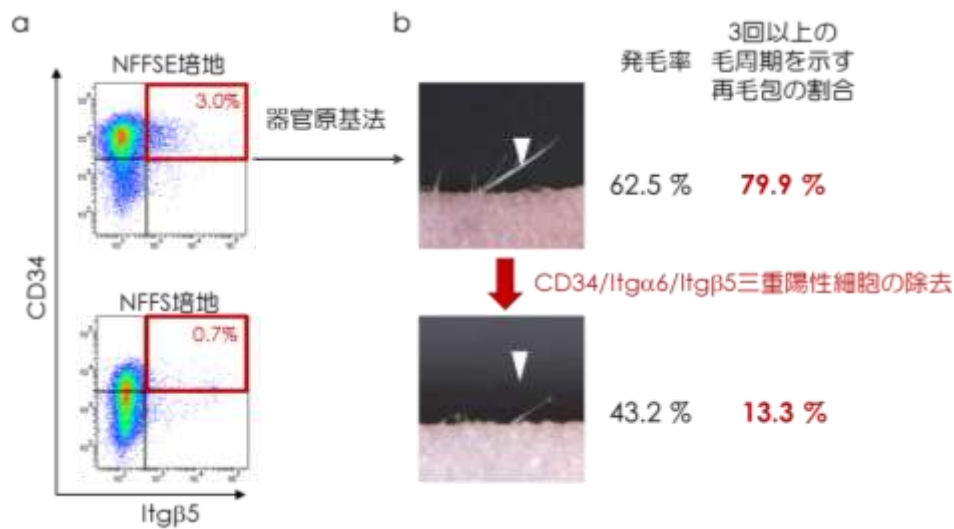 a
NFFSE培地
3.0%
器官原基法
CD34
NFFS培地
0.7%
Itgβ5
b
発毛率
3回以上の
毛周期を示す
再毛包の割合
62.5 %
79.9 %
CD34/Itgα6/Itgβ5三重陽性細胞の除去
43.2 %
13.3 %